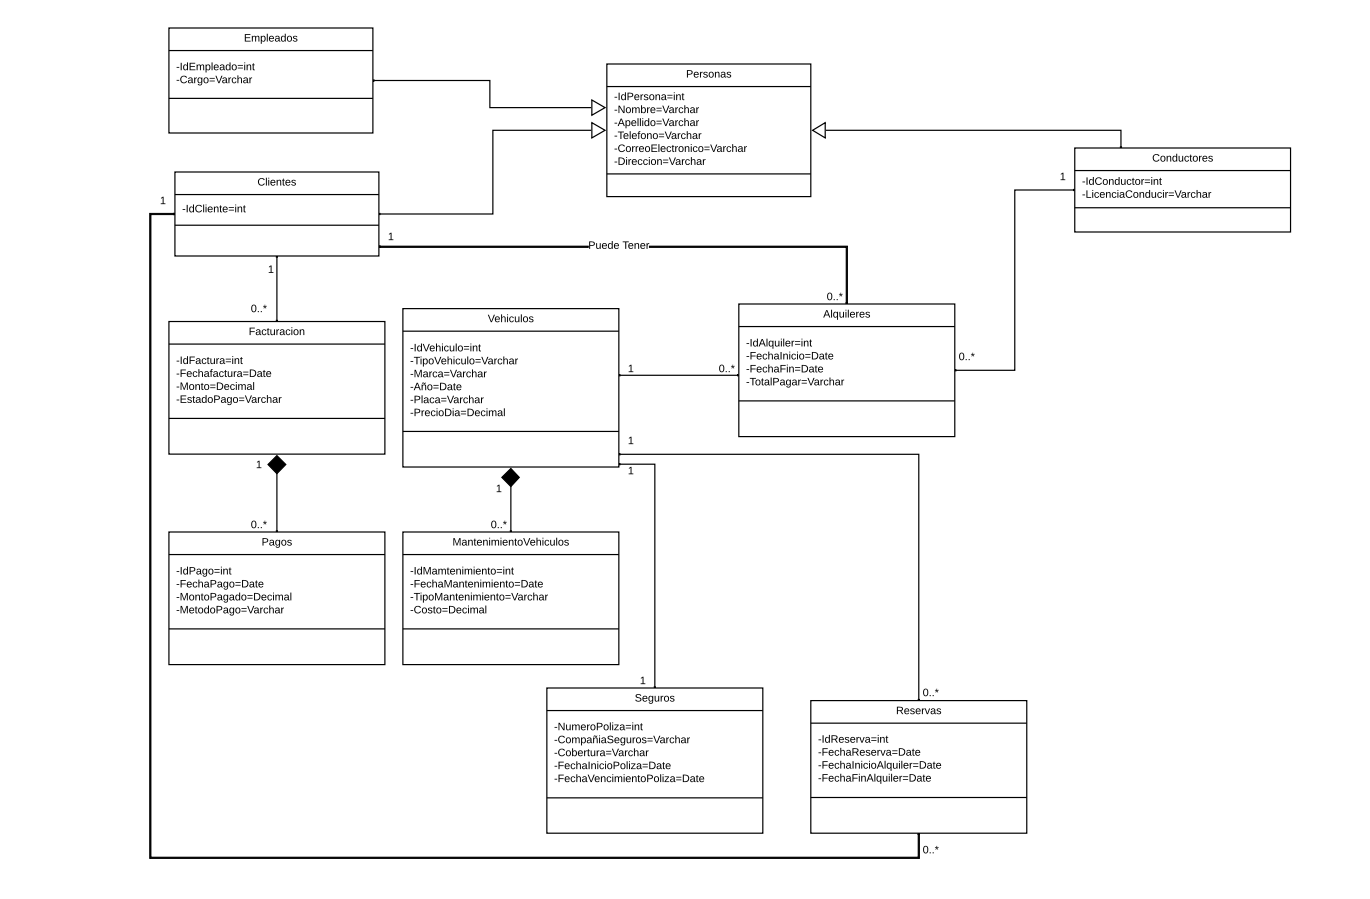 Empleados
-IdEmpleado=int
-Cargo=Varchar
Personas
-IdPersona=int
-Nombre=Varchar
-Apellido=Varchar
-Telefono=Varchar
-CorreoElectronico=Varchar
-Direccion=Varchar
Conductores
-IdConductor=int
-LicenciaConducir=Varchar
1
Clientes
-IdCliente=int
1
1
Puede Tener
1
0..*
0..*
Facturacion
-IdFactura=int
-Fechafactura=Date
-Monto=Decimal
-EstadoPago=Varchar
Vehiculos
-IdVehiculo=int
-TipoVehiculo=Varchar
-Marca=Varchar
-Año=Date
-Placa=Varchar
-PrecioDia=Decimal
Alquileres
-IdAlquiler=int
-FechaInicio=Date
-FechaFin=Date
-TotalPagar=Varchar
0..*
1
0..*
1
1
1
0..*
1
0..*
Pagos
-IdPago=int
-FechaPago=Date
-MontoPagado=Decimal
-MetodoPago=Varchar
MantenimientoVehiculos
-IdMamtenimiento=int
-FechaMantenimiento=Date
-TipoMantenimiento=Varchar
-Costo=Decimal
1
Seguros
-NumeroPoliza=int
-CompañiaSeguros=Varchar
-Cobertura=Varchar
-FechaInicioPoliza=Date
-FechaVencimientoPoliza=Date
0..*
Reservas
-IdReserva=int
-FechaReserva=Date
-FechaInicioAlquiler=Date
-FechaFinAlquiler=Date
0..*